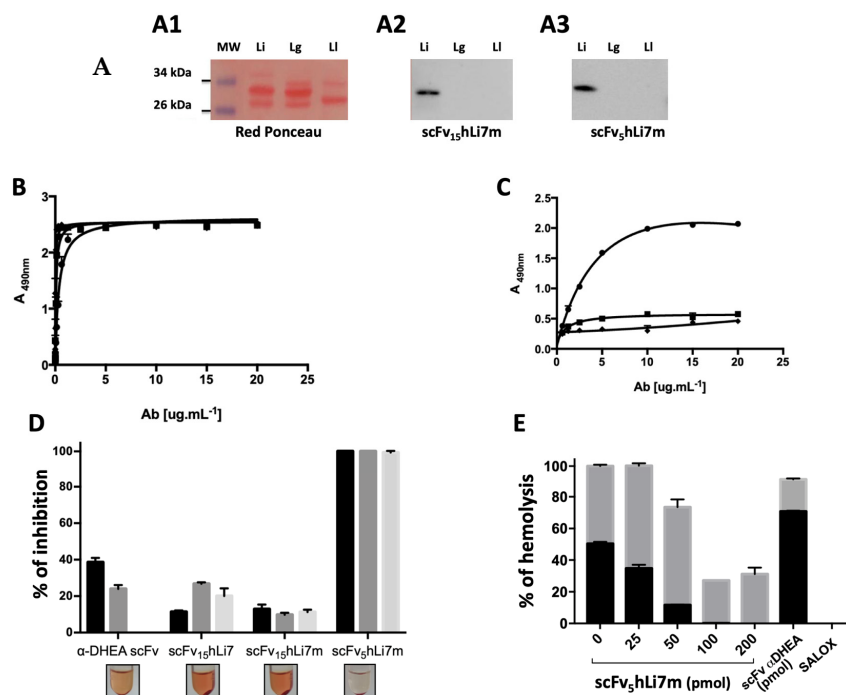 A
A1
MW Li Lg Ll
34 kDa
26 kDa
Red Ponceau
A2
Li Lg Ll
scFv₁₅hLi7m
A3
Li Lg Ll
scFv₅hLi7m
B
A 490nm
3
2
1
0
0 5 10 15 20 25
Ab [ug.mL⁻¹]
C
A 490nm
2.5
2.0
1.5
1.0
0.5
0.0
0 5 10 15 20 25
Ab [ug.mL⁻¹]
D
% of inhibition
100
80
60
40
20
0
α-DHEA scFv scFv₁₅hLi7 scFv₁₅hLi7m scFv₅hLi7m
E
% of hemolysis
100
80
60
40
20
0
0 25 50 100 200
scFv₅hLi7m (pmol)
scFv αDHEA
(pmol)
SALOX